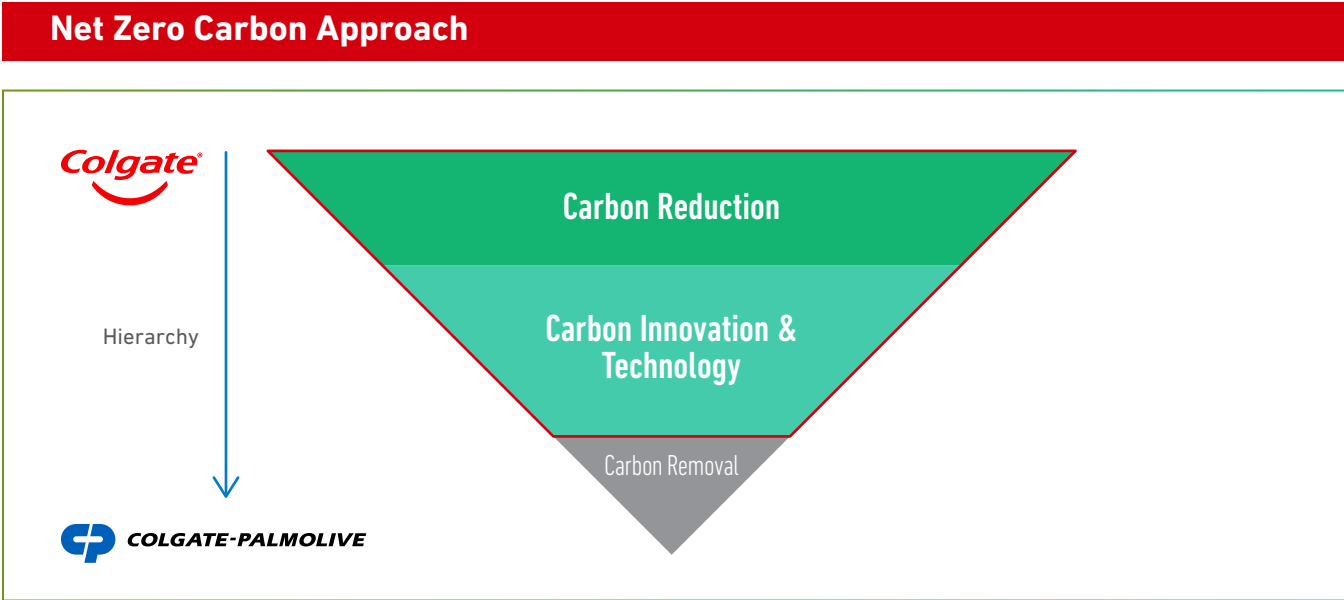 Net Zero Carbon Approach
Colgate®
Carbon Reduction
Hierarchy
Carbon Innovation &
Technology
Carbon Removal
COLGATE-PALMOLIVE